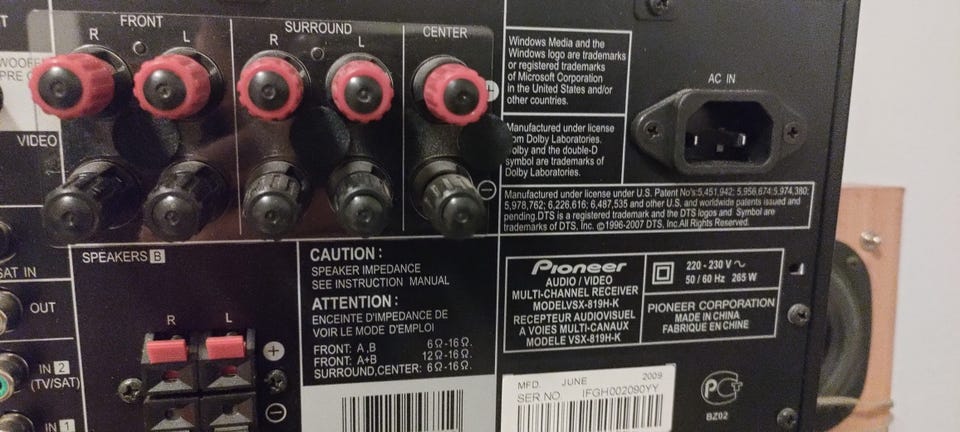 FRONT
R L
SURROUND
R L
CENTER
WOOFER
PRE
VIDEO
Windows Media and the
Windows logo are trademarks
or registered trademarks
of Microsoft Corporation
in the United States and/or
other countries.
Manufactured under license
from Dolby Laboratories.
Dolby and the double-D
symbol are trademarks of
Dolby Laboratories.
AC IN
Manufactured under license under U.S. Patent No's:5,451,942; 5,956,674;5,974,380;
5,978,762; 6,226,616; 6,487,535 and other U.S. and worldwide patents issued and
pending.DTS is a registered trademark and the DTS logos and Symbol are
trademarks of DTS, Inc. ©1996-2007 DTS, Inc.All Rights Reserved.
SAT IN
OUT
IN 2
(TV/SAT)
IN 1
SPEAKERS B
R L
+
−
CAUTION :
SPEAKER IMPEDANCE
SEE INSTRUCTION MANUAL
ATTENTION :
ENCEINTE D'IMPEDANCE DE
VOIR LE MODE D'EMPLOI
FRONT: A ,B 6Ω-16Ω.
FRONT: A+B 12Ω-16Ω.
SURROUND,CENTER: 6Ω-16Ω.
Pioneer
AUDIO / VIDEO
MULTI-CHANNEL RECEIVER
MODELVSX-819H-K
RECEPTEUR AUDIOVISUEL
A VOIES MULTI-CANAUX
MODELE VSX-819H-K
220 - 230 V ~
50 / 60 Hz 265 W
PIONEER CORPORATION
MADE IN CHINA
FABRIQUE EN CHINE
MFD. JUNE 2009
SER NO. IFGH002090YY
BZ02